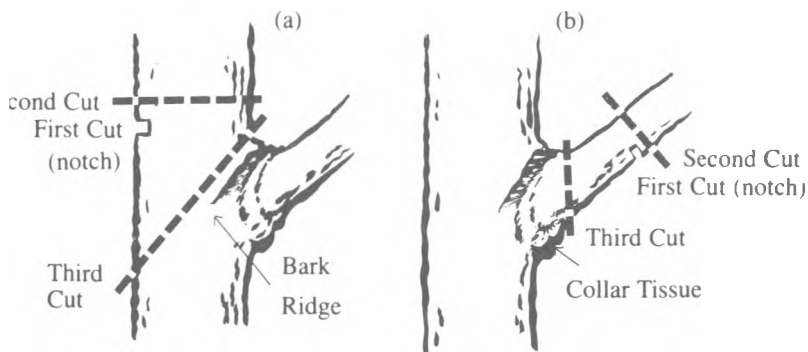 (a)
cond Cut
First Cut
(notch)
Third
Cut
Bark
Ridge
(b)
Second Cut
First Cut (notch)
Third Cut
Collar Tissue